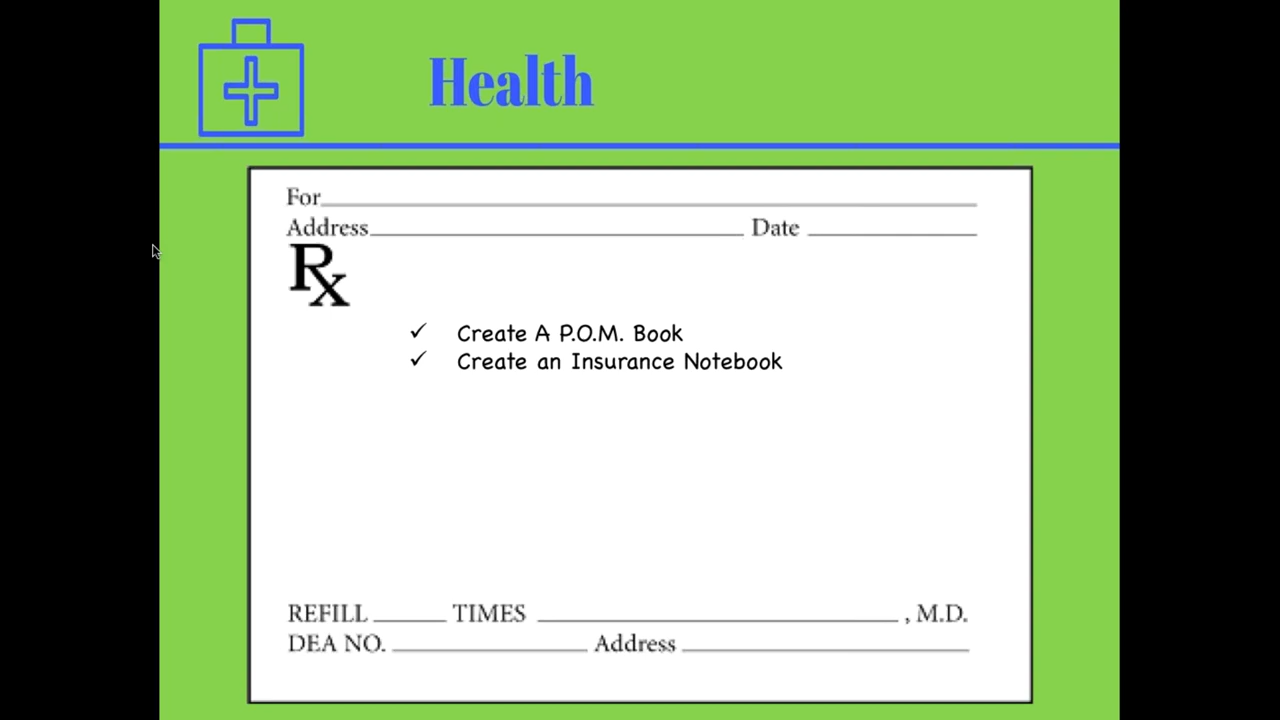 Health
For
Address Date
Rx
✓ Create A P.O.M. Book
✓ Create an Insurance Notebook
REFILL TIMES , M.D.
DEA NO. Address